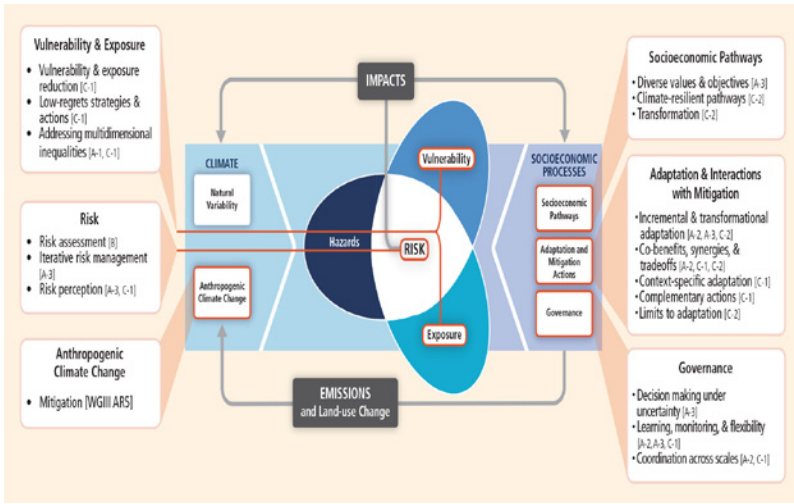 Vulnerability & Exposure
• Vulnerability & exposure
reduction [C-1]
• Low-regrets strategies &
actions [C-1]
• Addressing multidimensional
inequalities [A-1, C-1]
Risk
• Risk assessment [B]
• Iterative risk management
[A-3]
• Risk perception [A-3, C-1]
Anthropogenic
Climate Change
• Mitigation [WGIII AR5]
IMPACTS
CLIMATE
Natural
Variability
Anthropogenic
Climate Change
Vulnerability
Hazards
RISK
Exposure
EMISSIONS
and Land-use Change
SOCIOECONOMIC
PROCESSES
Socioeconomic
Pathways
Adaptation and
Mitigation
Actions
Governance
Socioeconomic Pathways
• Diverse values & objectives [A-3]
• Climate-resilient pathways [C-2]
• Transformation [C-2]
Adaptation & Interactions
with Mitigation
• Incremental & transformational
adaptation [A-2, A-3, C-2]
• Co-benefits, synergies, &
tradeoffs [A-2, C-1, C-2]
• Context-specific adaptation [C-1]
• Complementary actions [C-1]
• Limits to adaptation [C-2]
Governance
• Decision making under
uncertainty [A-3]
• Learning, monitoring, & flexibility
[A-2, A-3, C-1]
• Coordination across scales [A-2, C-1]